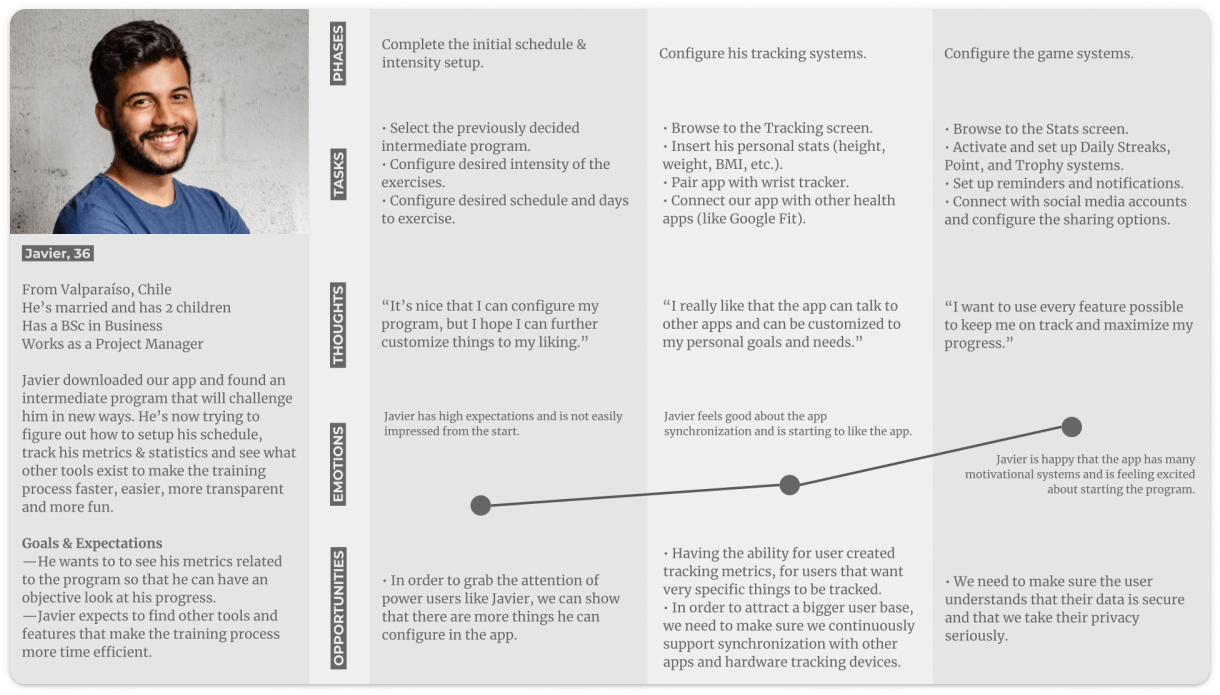 Javier, 36
From Valparaíso, Chile
He’s married and has 2 children
Has a BSc in Business
Works as a Project Manager
Javier downloaded our app and found an
intermediate program that will challenge
him in new ways. He’s now trying to
figure out how to setup his schedule,
track his metrics & statistics and see what
other tools exist to make the training
process faster, easier, more transparent
and more fun.
Goals & Expectations
—He wants to to see his metrics related
to the program so that he can have an
objective look at his progress.
—Javier expects to find other tools and
features that make the training process
more time efficient.
PHASES
Complete the initial schedule &
intensity setup.
Configure his tracking systems.
Configure the game systems.
TASKS
• Select the previously decided
intermediate program.
• Configure desired intensity of the
exercises.
• Configure desired schedule and days
to exercise.
• Browse to the Tracking screen.
• Insert his personal stats (height,
weight, BMI, etc.).
• Pair app with wrist tracker.
• Connect our app with other health
apps (like Google Fit).
• Browse to the Stats screen.
• Activate and set up Daily Streaks,
Point, and Trophy systems.
• Set up reminders and notifications.
• Connect with social media accounts
and configure the sharing options.
THOUGHTS
“It’s nice that I can configure my
program, but I hope I can further
customize things to my liking.”
“I really like that the app can talk to
other apps and can be customized to
my personal goals and needs.”
“I want to use every feature possible
to keep me on track and maximize my
progress.”
EMOTIONS
Javier has high expectations and is not easily
impressed from the start.
Javier feels good about the app
synchronization and is starting to like the app.
Javier is happy that the app has many
motivational systems and is feeling excited
about starting the program.
OPPORTUNITIES
• In order to grab the attention of
power users like Javier, we can show
that there are more things he can
configure in the app.
• Having the ability for user created
tracking metrics, for users that want
very specific things to be tracked.
• In order to attract a bigger user base,
we need to make sure we continuously
support synchronization with other
apps and hardware tracking devices.
• We need to make sure the user
understands that their data is secure
and that we take their privacy
seriously.